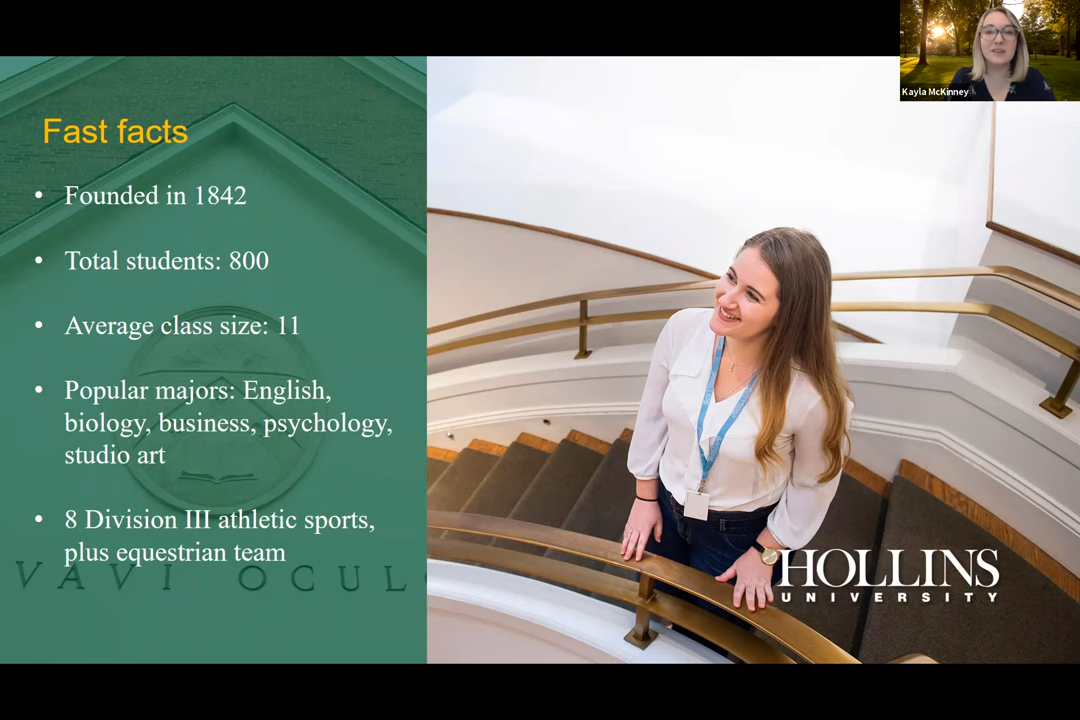 Kayla McKinney
Fast facts
• Founded in 1842
• Total students: 800
• Average class size: 11
• Popular majors: English,
biology, business, psychology,
studio art
• 8 Division III athletic sports,
plus equestrian team
VAVI OCUL
HOLLINS
UNIVERSITY